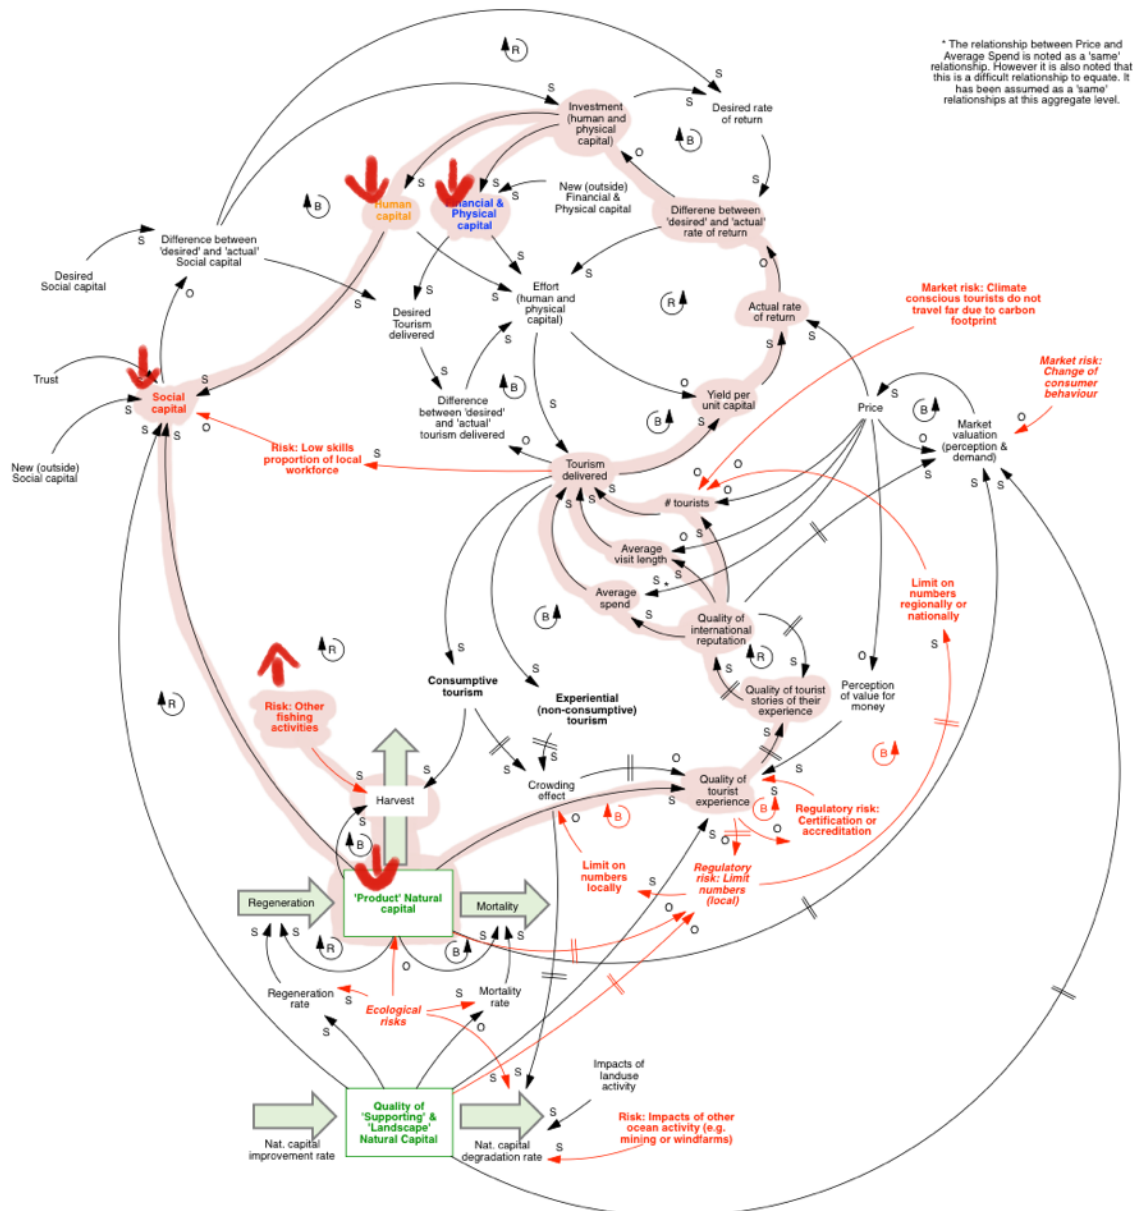 * The relationship between Price and
Average Spend is noted as a 'same'
relationship. However it is also noted that
this is a difficult relationship to equate. It
has been assumed as a 'same'
relationships at this aggregate level.
R
S
S
S
Investment
(human and
physical
capital)
Desired rate
of return
B
O
S
S
S
S
New (outside)
Financial &
Physical capital
Human
capital
Financial &
Physical
capital
Differene between
'desired' and 'actual'
rate of return
B
S
Difference between
'desired' and 'actual'
Social capital
Desired
Social capital
O
S
S
S
S
S
O
Effort
(human and
physical
capital)
R
Actual rate
of return
S
S
Market risk: Climate
conscious tourists do not
travel far due to carbon
footprint
Desired
Tourism
delivered
S
S
Trust
S
S
Social
capital
S
S
S
O
New (outside)
Social capital
Risk: Low skills
proportion of local
workforce
S
B
S
Difference
between 'desired'
and 'actual'
tourism delivered
O
S
O
B
Yield per
unit capital
S
Price
S
B
O
O
Market risk:
Change of
consumer
behaviour
Market
valuation
(perception &
demand)
S
S
S
Tourism
delivered
S
S
S
O
O
O
# tourists
O
S
Average
visit length
S
S *
Average
spend
S
B
Quality of
international
reputation
R
S
S
Limit on
numbers
regionally or
nationally
S
O
Perception
of value for
money
Quality of tourist
stories of their
experience
R
R
Risk: Other
fishing
activities
S
Consumptive
tourism
S
Experiential
(non-consumptive)
tourism
S
S
Crowding
effect
O
O
S
Quality of
tourist
experience
S
S
S
B
B
Regulatory risk:
Certification or
accreditation
O
S
O
B
S
S
Harvest
S
B
Limit on
numbers
locally
S
Regulatory
risk: Limit
numbers
(local)
O
O
Regeneration
'Product' Natural
capital
Mortality
S
S
R
O
B
S
S
Regeneration
rate
S
Ecological
risks
S
Mortality
rate
O
S
S
S
Impacts of
landuse
activity
S
S
Quality of
'Supporting' &
'Landscape'
Natural Capital
Nat. capital
improvement rate
Nat. capital
degradation rate
Risk: Impacts of other
ocean activity (e.g.
mining or windfarms)